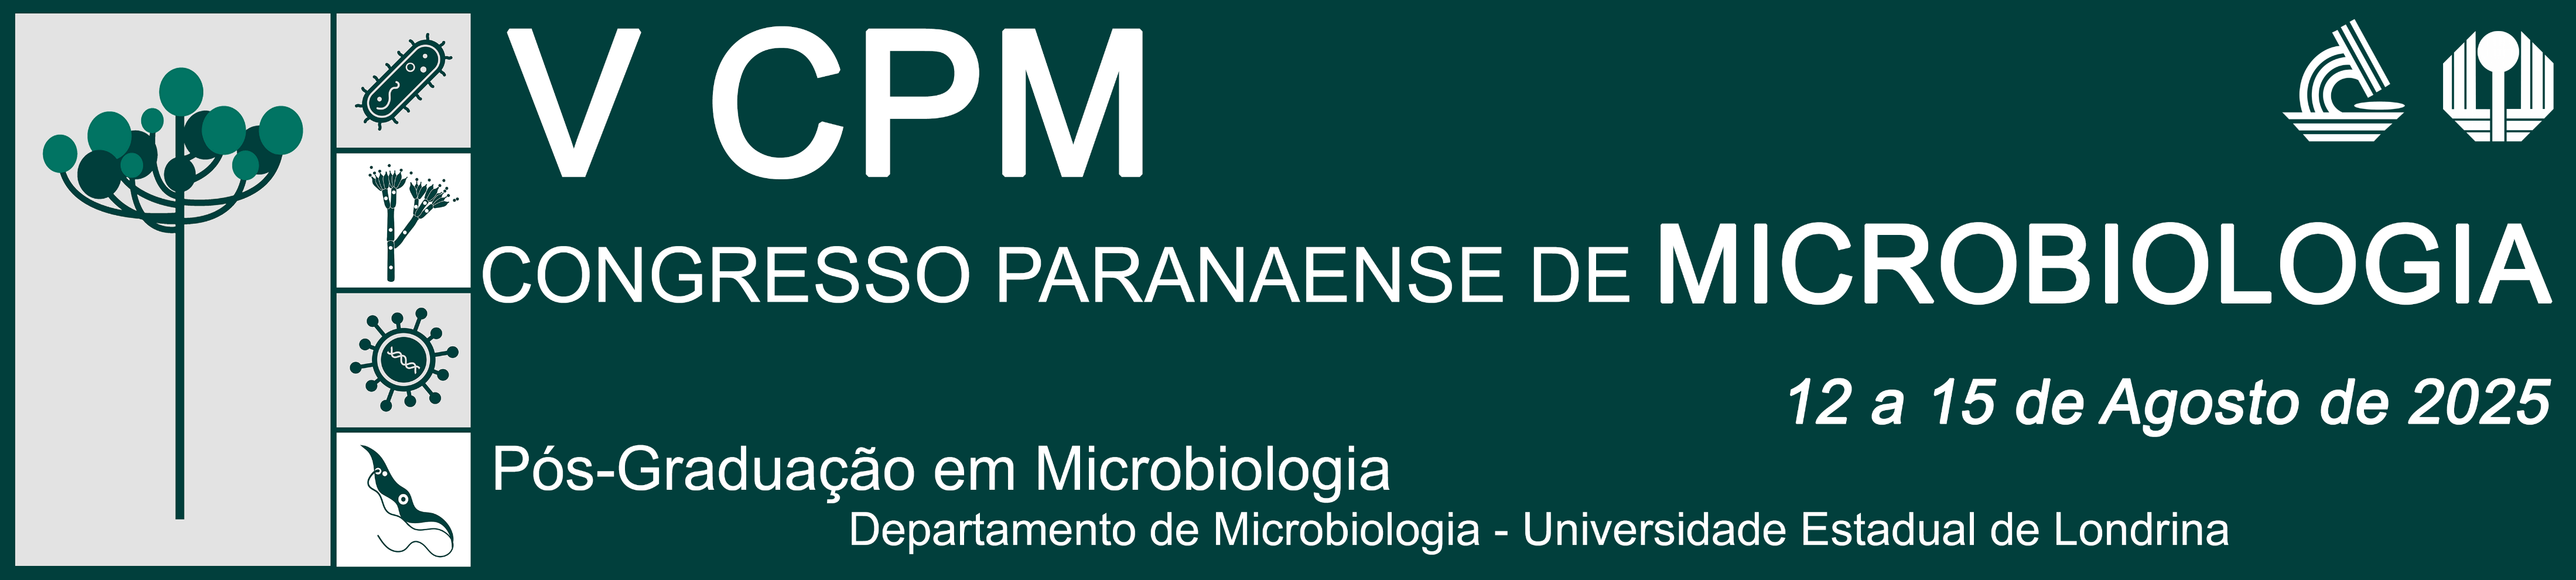 V CPM
CONGRESSO PARANAENSE DE MICROBIOLOGIA
12 a 15 de Agosto de 2025
Pós-Graduação em Microbiologia
Departamento de Microbiologia - Universidade Estadual de Londrina